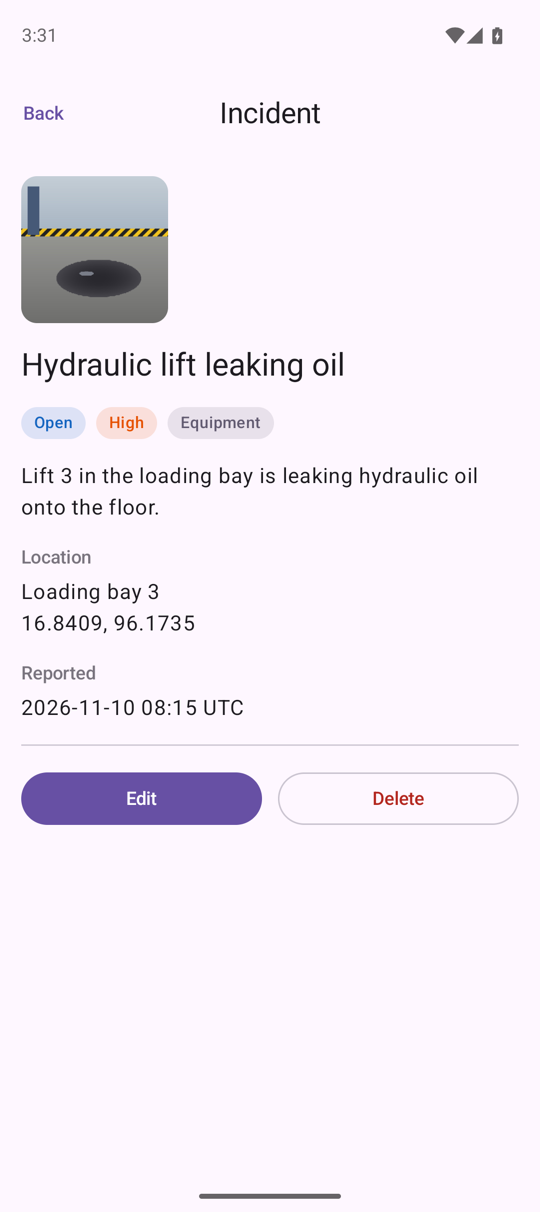 3:31
Back
Incident
Hydraulic lift leaking oil
Open High Equipment
Lift 3 in the loading bay is leaking hydraulic oil
onto the floor.
Location
Loading bay 3
16.8409, 96.1735
Reported
2026-11-10 08:15 UTC
Edit Delete